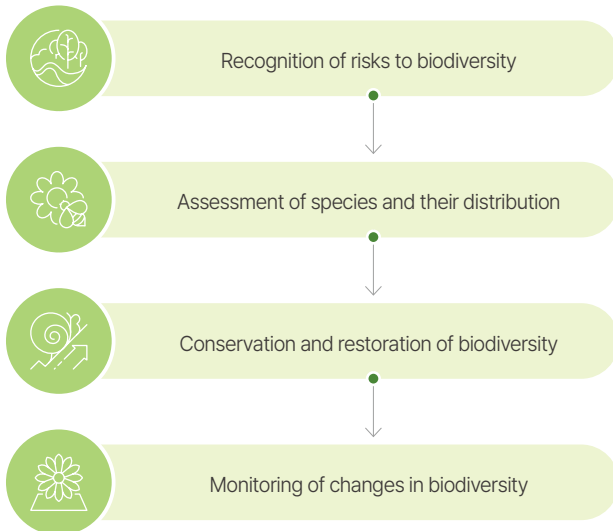 Recognition of risks to biodiversity
Assessment of species and their distribution
Conservation and restoration of biodiversity
Monitoring of changes in biodiversity